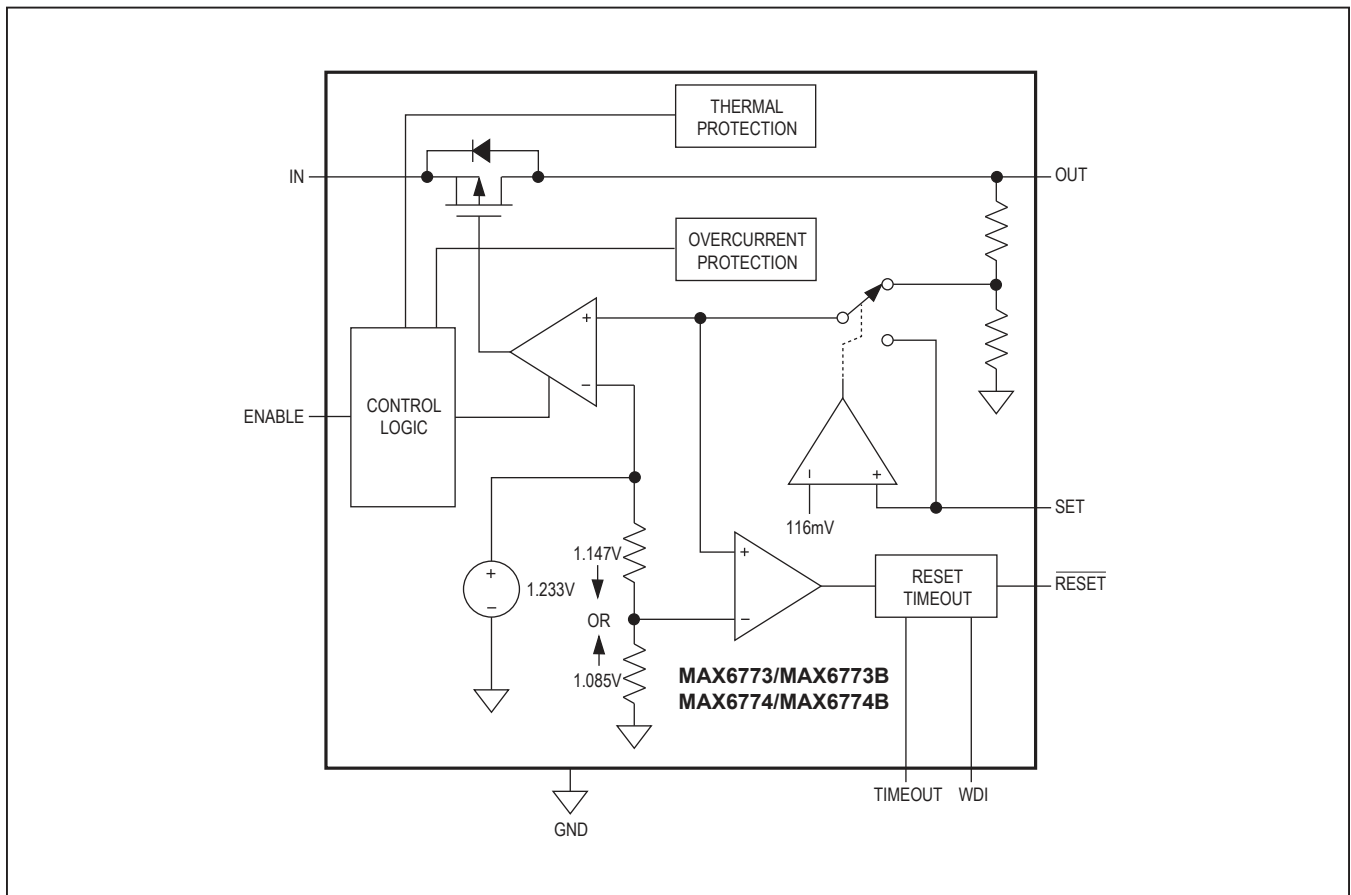 THERMAL
PROTECTION
IN
OUT
OVERCURRENT
PROTECTION
+
−
ENABLE
CONTROL
LOGIC
−
+
116mV
SET
1.147V
+
−
1.233V
OR
1.085V
+
−
RESET
TIMEOUT
RESET
MAX6773/MAX6773B
MAX6774/MAX6774B
TIMEOUT
WDI
GND